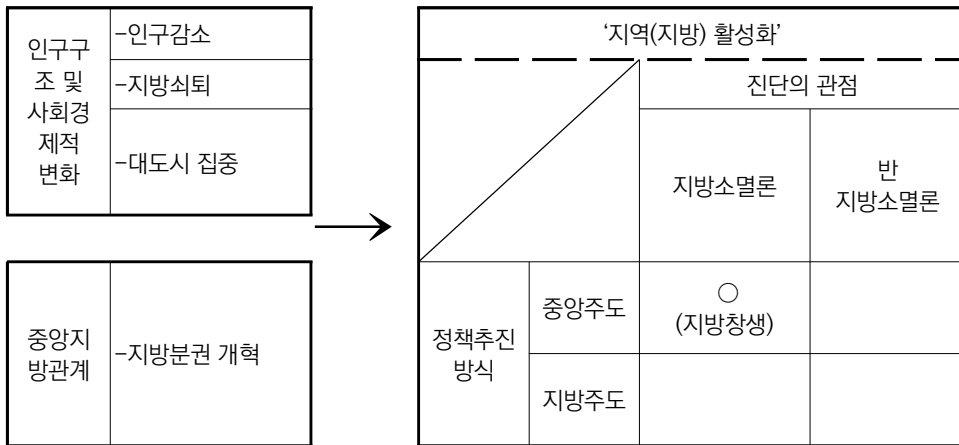 인구구
조 및
사회경
제적
변화
-인구감소
-지방쇠퇴
-대도시 집중
중앙지
방관계
-지방분권 개혁
‘지역(지방) 활성화’
진단의 관점
지방소멸론
반
지방소멸론
정책추진
방식
중앙주도
○
(지방창생)
지방주도